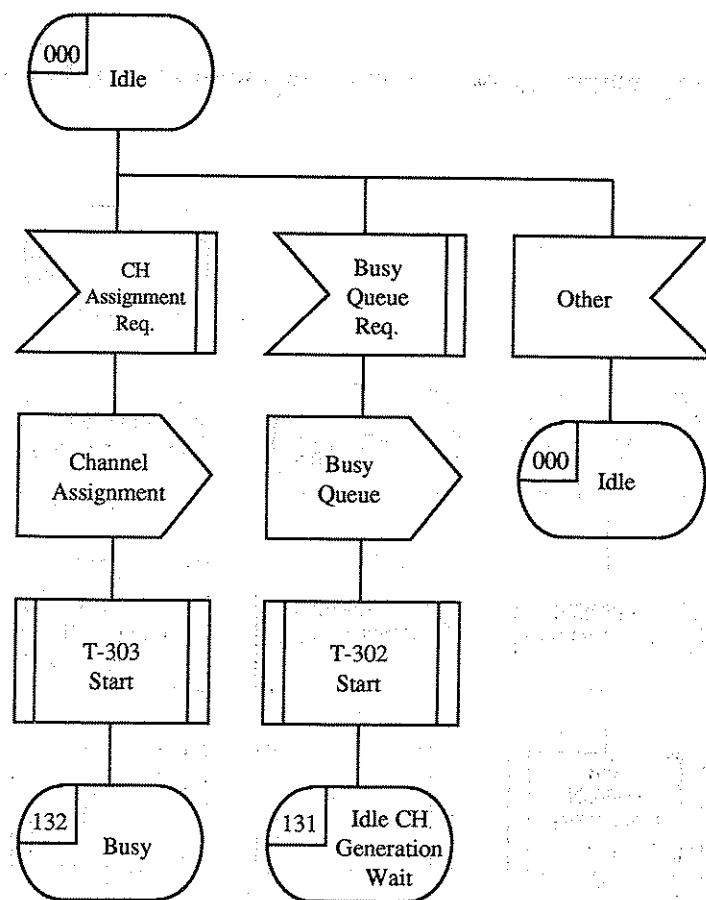 000
Idle
CH
Assignment
Req.
Busy
Queue
Req.
Other
Channel
Assignment
Busy
Queue
000
Idle
T-303
Start
T-302
Start
132
Busy
131
Idle CH
Generation
Wait